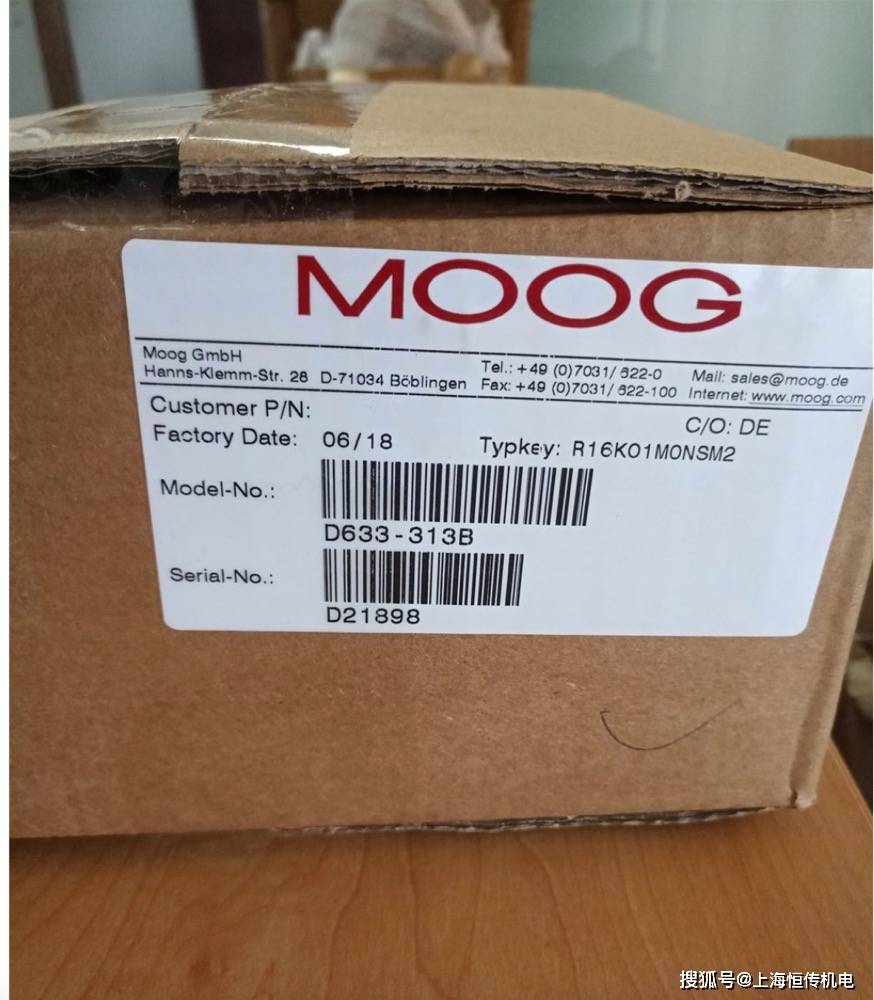 MOOG
Moog GmbH
Hanns-Klemm-Str. 28 D-71034 Böblingen
Tel.: +49 (0)7031/ 622-0
Fax: +49 (0)7031/ 622-100
Mail: sales@moog.de
Internet: www.moog.com
Customer P/N:
C/O: DE
Factory Date: 06/18
Typkey: R16K01M0NSM2
Model-No.:
D633-313B
Serial-No.:
D21898
搜狐号@上海恒传机电